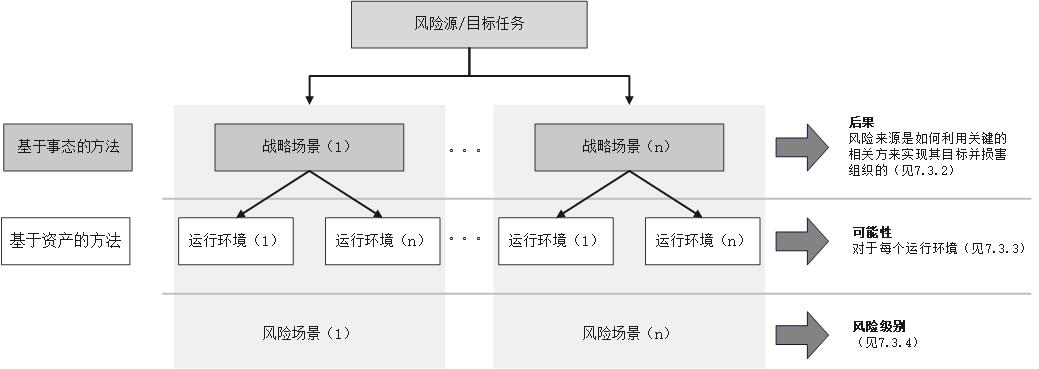 风险源/目标任务
基于事态的方法
战略场景（1）
。。。
战略场景（n）
后果
风险来源是如何利用关键的
相关方来实现其目标并损害
组织的（见7.3.2）
基于资产的方法
运行环境（1）
运行环境（n）
。。。
运行环境（1）
运行环境（n）
可能性
对于每个运行环境（见7.3.3）
风险场景（1）
风险场景（n）
风险级别
（见7.3.4）